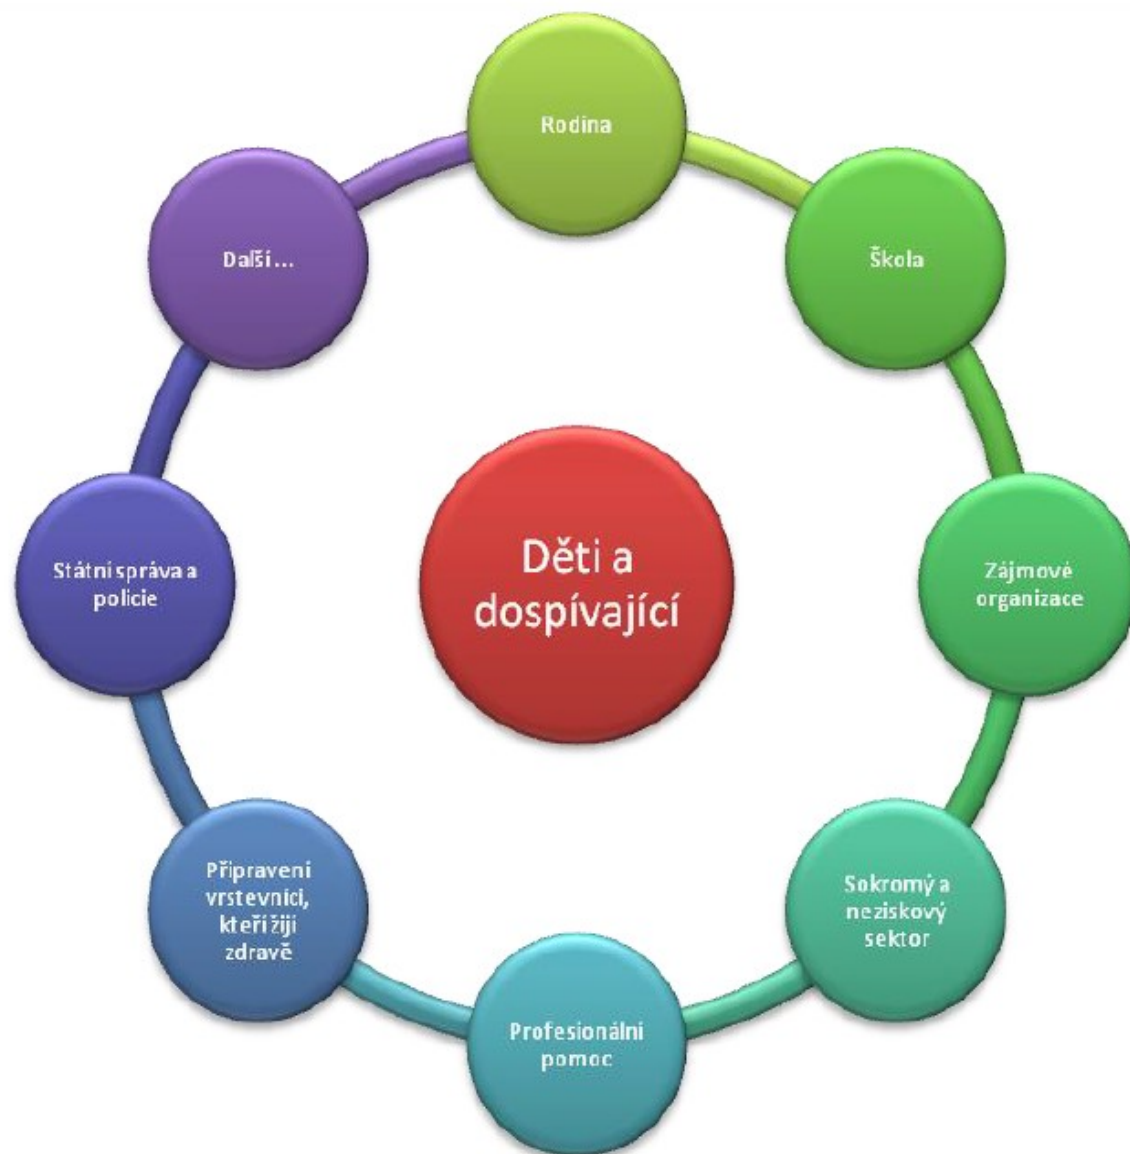 Rodina
Škola
Zájmové
organizace
Sokromý a
neziskový
sektor
Profesionální
pomoc
Připravení
vrstevníci,
kteří žijí
zdravě
Státní správa a
policie
Další ...
Děti a
dospívající